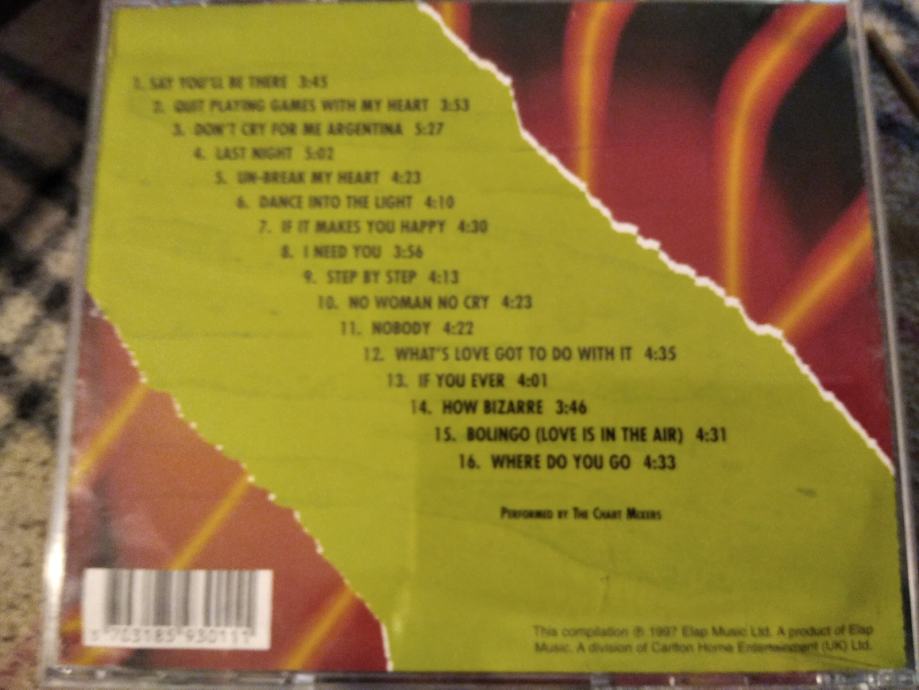 1. SAY YOU'LL BE THERE 3:45
2. QUIT PLAYING GAMES WITH MY HEART 3:53
3. DON'T CRY FOR ME ARGENTINA 5:27
4. LAST NIGHT 5:02
5. UN-BREAK MY HEART 4:23
6. DANCE INTO THE LIGHT 4:10
7. IF IT MAKES YOU HAPPY 4:30
8. I NEED YOU 3:56
9. STEP BY STEP 4:13
10. NO WOMAN NO CRY 4:23
11. NOBODY 4:22
12. WHAT'S LOVE GOT TO DO WITH IT 4:35
13. IF YOU EVER 4:01
14. HOW BIZARRE 3:46
15. BOLINGO (LOVE IS IN THE AIR) 4:31
16. WHERE DO YOU GO 4:33
PERFORMED BY THE CHART MIXERS
5 703185 930111
This compilation ℗ 1997 Elap Music Ltd. A product of Elap
Music. A division of Carlton Home Entertainment (UK) Ltd.